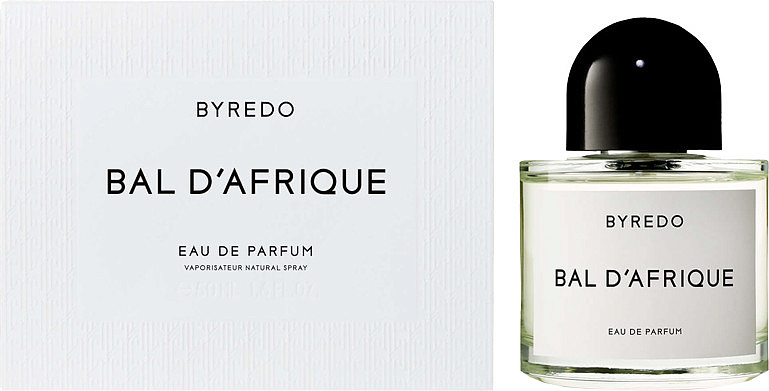 BYREDO
BAL D'AFRIQUE
EAU DE PARFUM
VAPORISATEUR NATURAL SPRAY
BYREDO
BAL D'AFRIQUE
EAU DE PARFUM